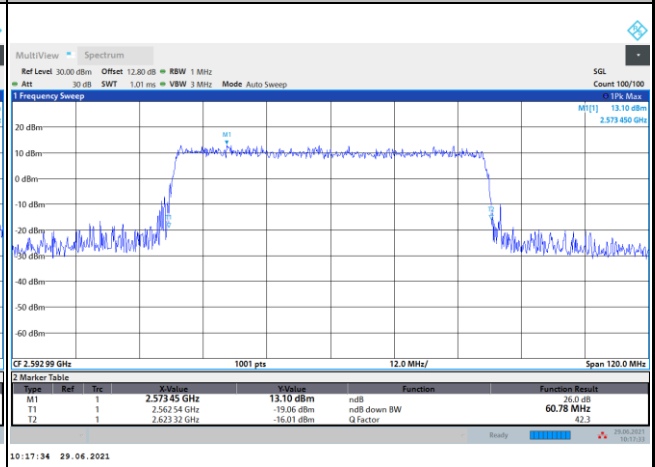 MultiView Spectrum
Ref Level 30.00 dBm Offset 12.80 dB RBW 1 MHz SGL
Att 30 dB SWT 1.01 ms VBW 3 MHz Mode Auto Sweep Count 100/100
1 Frequency Sweep 1Pk Max
M1[1] 13.10 dBm
2.573 450 GHz
M1
20 dBm
10 dBm
0 dBm
-10 dBm
-20 dBm
-30 dBm
-40 dBm
-50 dBm
-60 dBm
CF 2.592 99 GHz 1001 pts 12.0 MHz/ Span 120.0 MHz
2 Marker Table
Type Ref Trc X-Value Y-Value Function Function Result
M1 1 2.573 45 GHz 13.10 dBm ndB 26.0 dB
T1 1 2.562 54 GHz -19.06 dBm ndB down BW 60.78 MHz
T2 1 2.623 32 GHz -16.01 dBm Q Factor 42.3
Ready 29.06.2021
10:17:33
10:17:34 29.06.2021